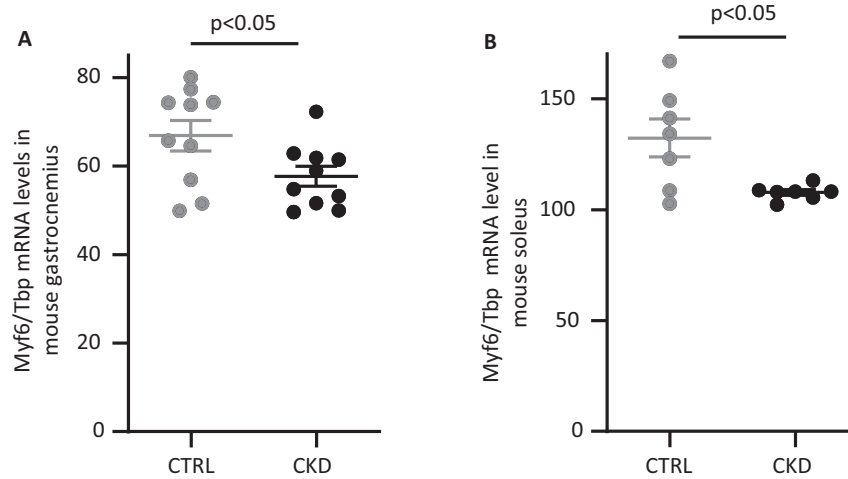 A
p<0.05
Myf6/Tbp mRNA levels in
mouse gastrocnemius
80
60
40
20
0
CTRL
CKD
B
p<0.05
Myf6/Tbp mRNA level in
mouse soleus
150
100
50
0
CTRL
CKD